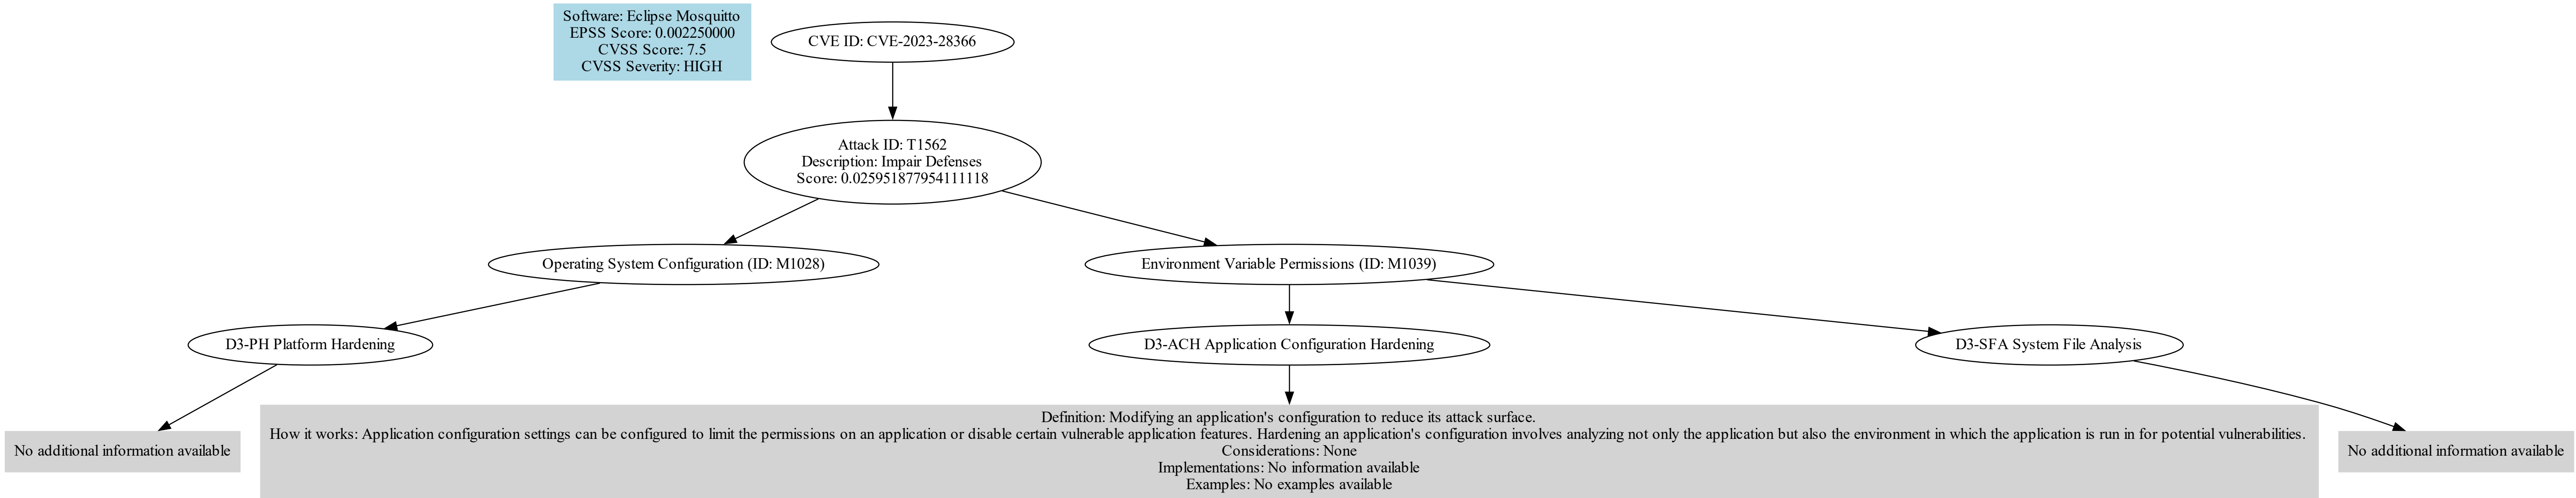 Software: Eclipse Mosquitto
EPSS Score: 0.002250000
CVSS Score: 7.5
CVSS Severity: HIGH
CVE ID: CVE-2023-28366
Attack ID: T1562
Description: Impair Defenses
Score: 0.025951877954111118
Operating System Configuration (ID: M1028)
Environment Variable Permissions (ID: M1039)
D3-PH Platform Hardening
D3-ACH Application Configuration Hardening
D3-SFA System File Analysis
No additional information available
Definition: Modifying an application's configuration to reduce its attack surface.
How it works: Application configuration settings can be configured to limit the permissions on an application or disable certain vulnerable application features. Hardening an application's configuration involves analyzing not only the application but also the environment in which the application is run in for potential vulnerabilities.
Considerations: None
Implementations: No information available
Examples: No examples available
No additional information available